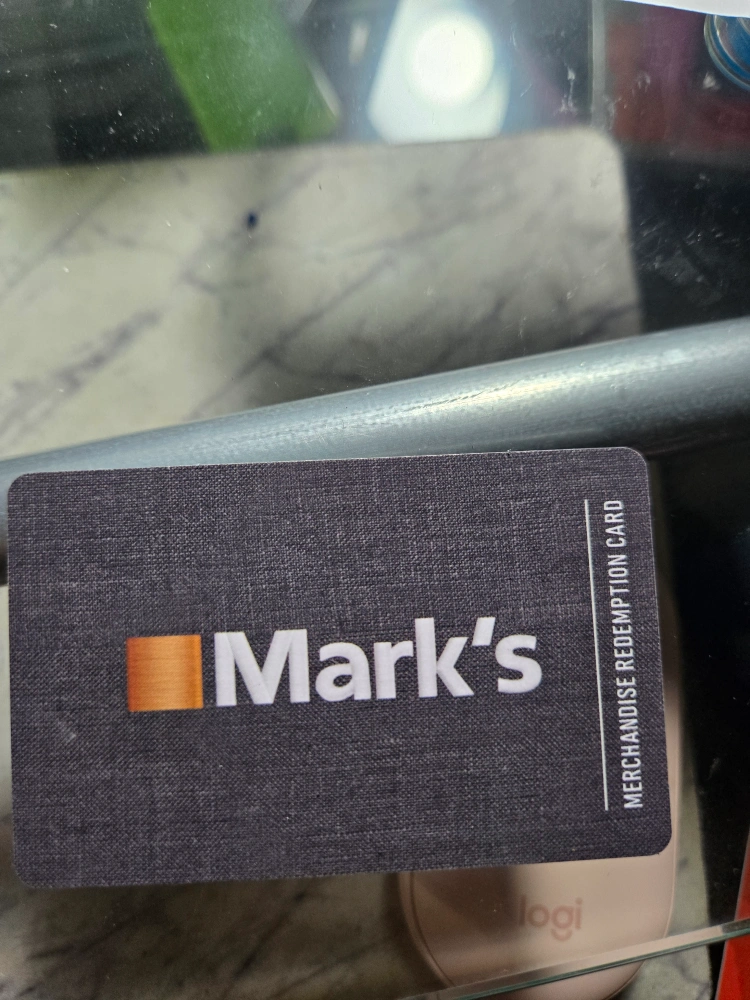 Mark's
MERCHANDISE REDEMPTION CARD
logi